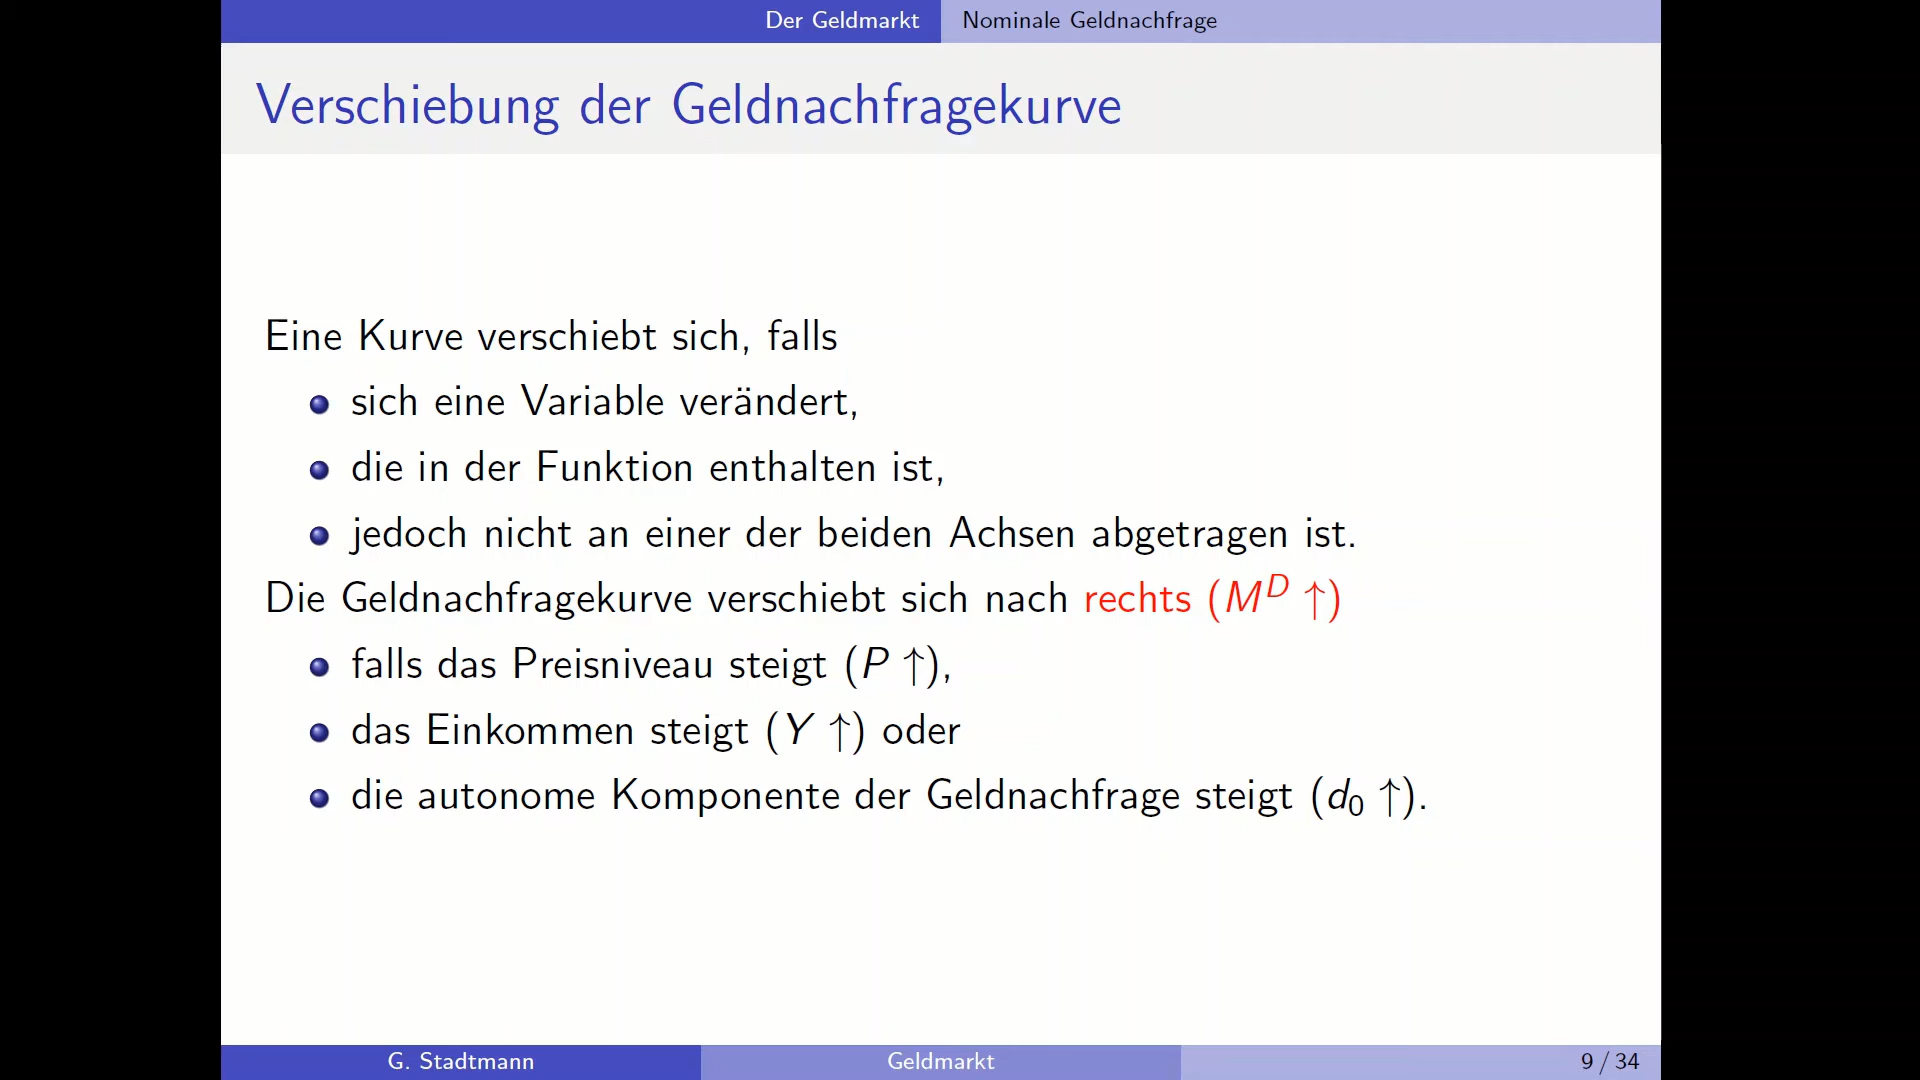 Der Geldmarkt Nominale Geldnachfrage
Verschiebung der Geldnachfragekurve
Eine Kurve verschiebt sich, falls
sich eine Variable verändert,
die in der Funktion enthalten ist,
jedoch nicht an einer der beiden Achsen abgetragen ist.
Die Geldnachfragekurve verschiebt sich nach rechts (M^D ↑)
falls das Preisniveau steigt (P ↑),
das Einkommen steigt (Y ↑) oder
die autonome Komponente der Geldnachfrage steigt (d₀ ↑).
G. Stadtmann Geldmarkt 9 / 34